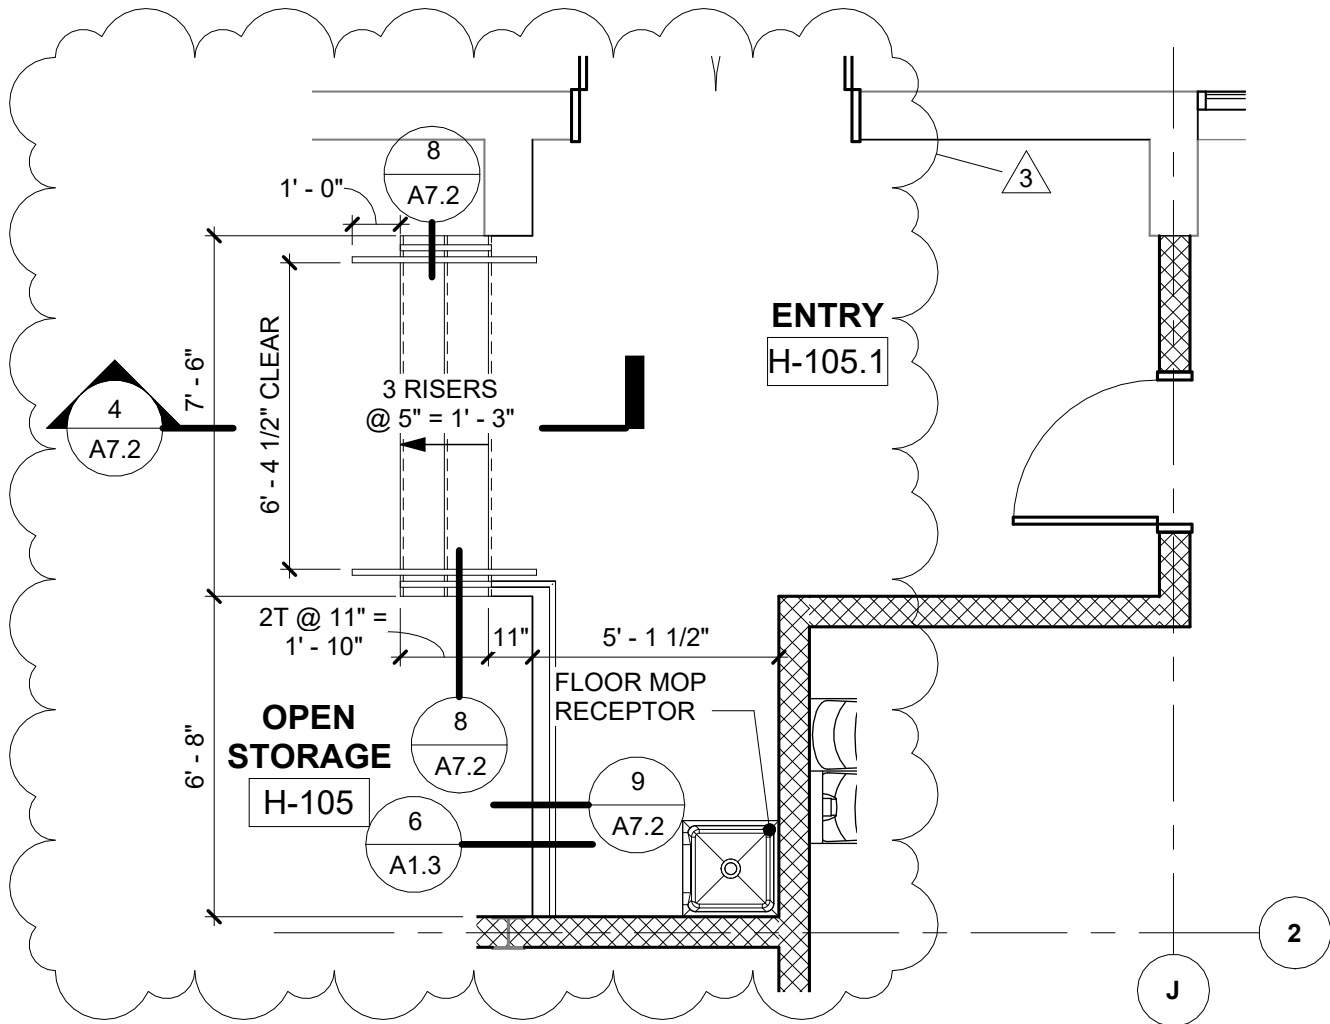 8
A7.2
3
1' - 0"
ENTRY
H-105.1
7' - 6"
6' - 4 1/2" CLEAR
3 RISERS
@ 5" = 1' - 3"
4
A7.2
2T @ 11" =
1' - 10"
11"
5' - 1 1/2"
FLOOR MOP
RECEPTOR
OPEN
STORAGE
H-105
8
A7.2
6' - 8"
9
A7.2
6
A1.3
2
J